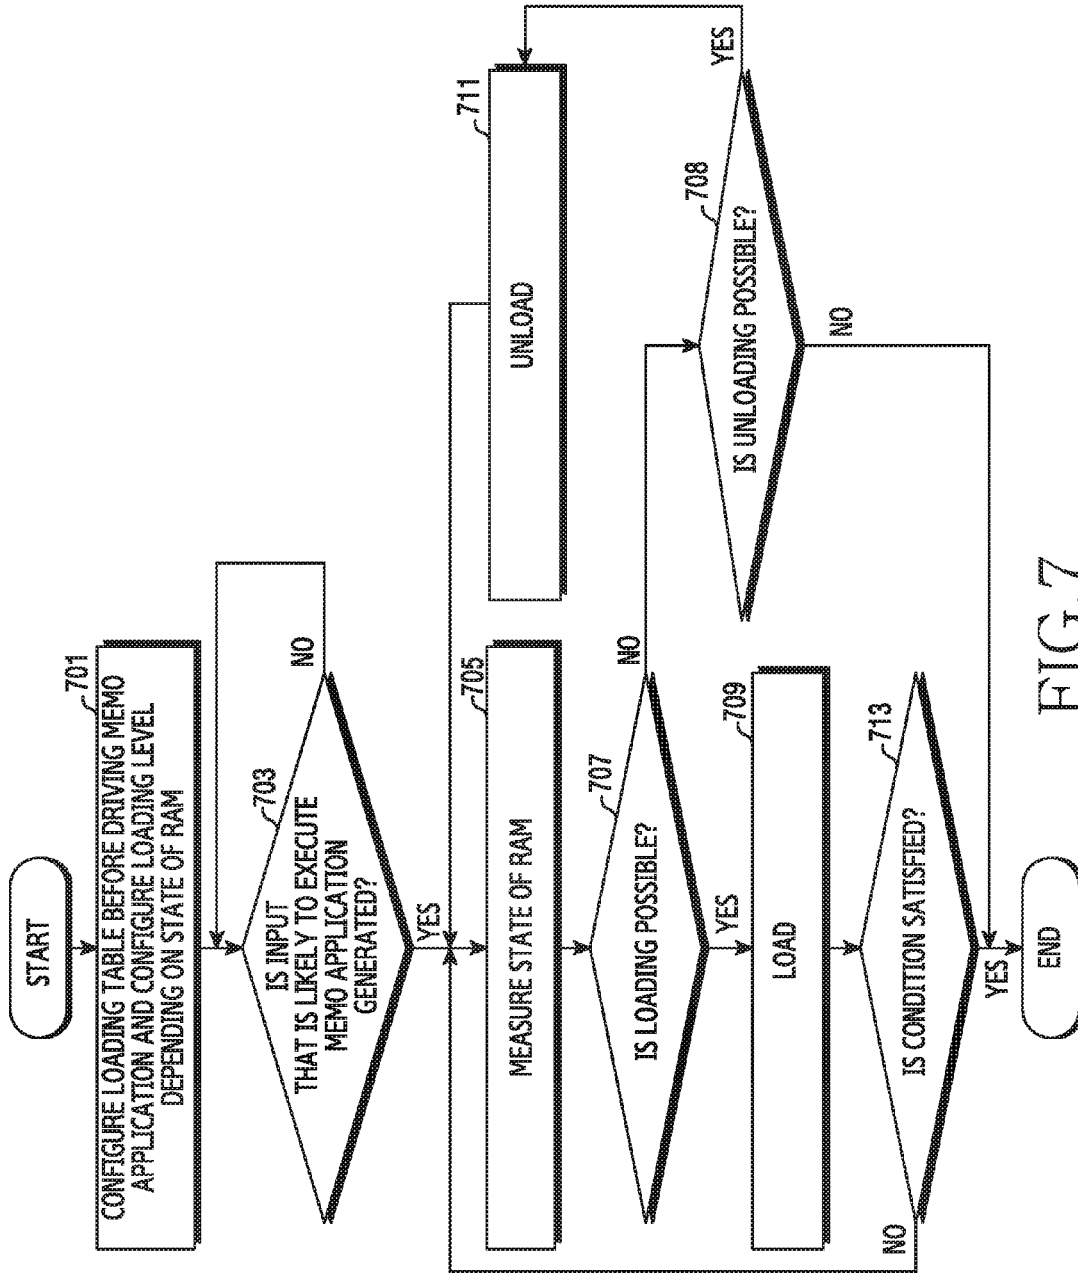 START
701
CONFIGURE LOADING TABLE BEFORE DRIVING MEMO
APPLICATION AND CONFIGURE LOADING LEVEL
DEPENDING ON STATE OF RAM
703
IS INPUT
THAT IS LIKELY TO EXECUTE
MEMO APPLICATION
GENERATED?
NO
YES
705
MEASURE STATE OF RAM
711
UNLOAD
707
IS LOADING POSSIBLE?
NO
YES
708
IS UNLOADING POSSIBLE?
YES
NO
709
LOAD
713
IS CONDITION SATISFIED?
NO
YES
END
FIG.7